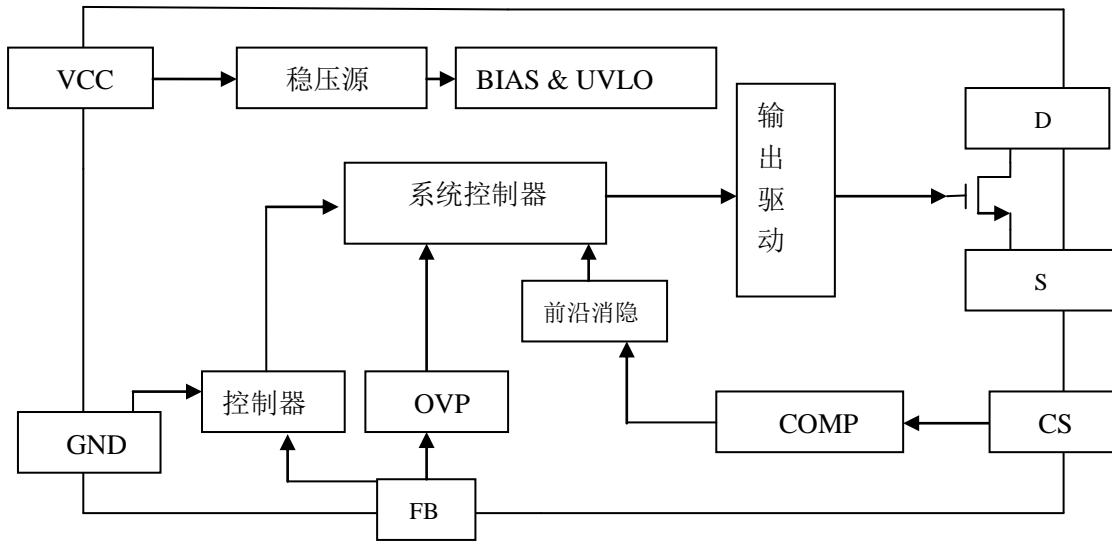 VCC
稳压源
BIAS & UVLO
输
出
驱
动
D
系统控制器
S
前沿消隐
控制器
OVP
COMP
CS
GND
FB